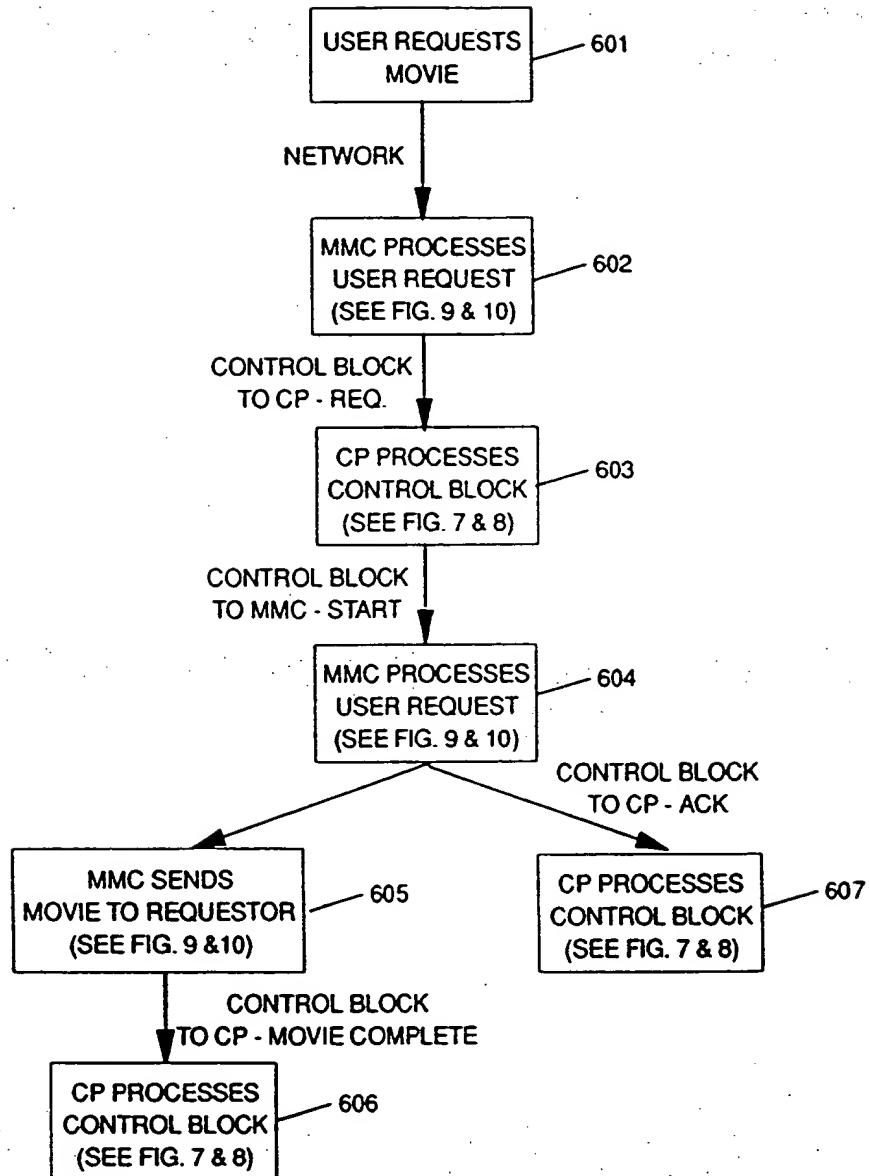 USER REQUESTS
MOVIE
601
NETWORK
MMC PROCESSES
USER REQUEST
(SEE FIG. 9 & 10)
602
CONTROL BLOCK
TO CP - REQ.
CP PROCESSES
CONTROL BLOCK
(SEE FIG. 7 & 8)
603
CONTROL BLOCK
TO MMC - START
MMC PROCESSES
USER REQUEST
(SEE FIG. 9 & 10)
604
CONTROL BLOCK
TO CP - ACK
MMC SENDS
MOVIE TO REQUESTOR
(SEE FIG. 9 &10)
605
CP PROCESSES
CONTROL BLOCK
(SEE FIG. 7 & 8)
607
CONTROL BLOCK
TO CP - MOVIE COMPLETE
CP PROCESSES
CONTROL BLOCK
(SEE FIG. 7 & 8)
606